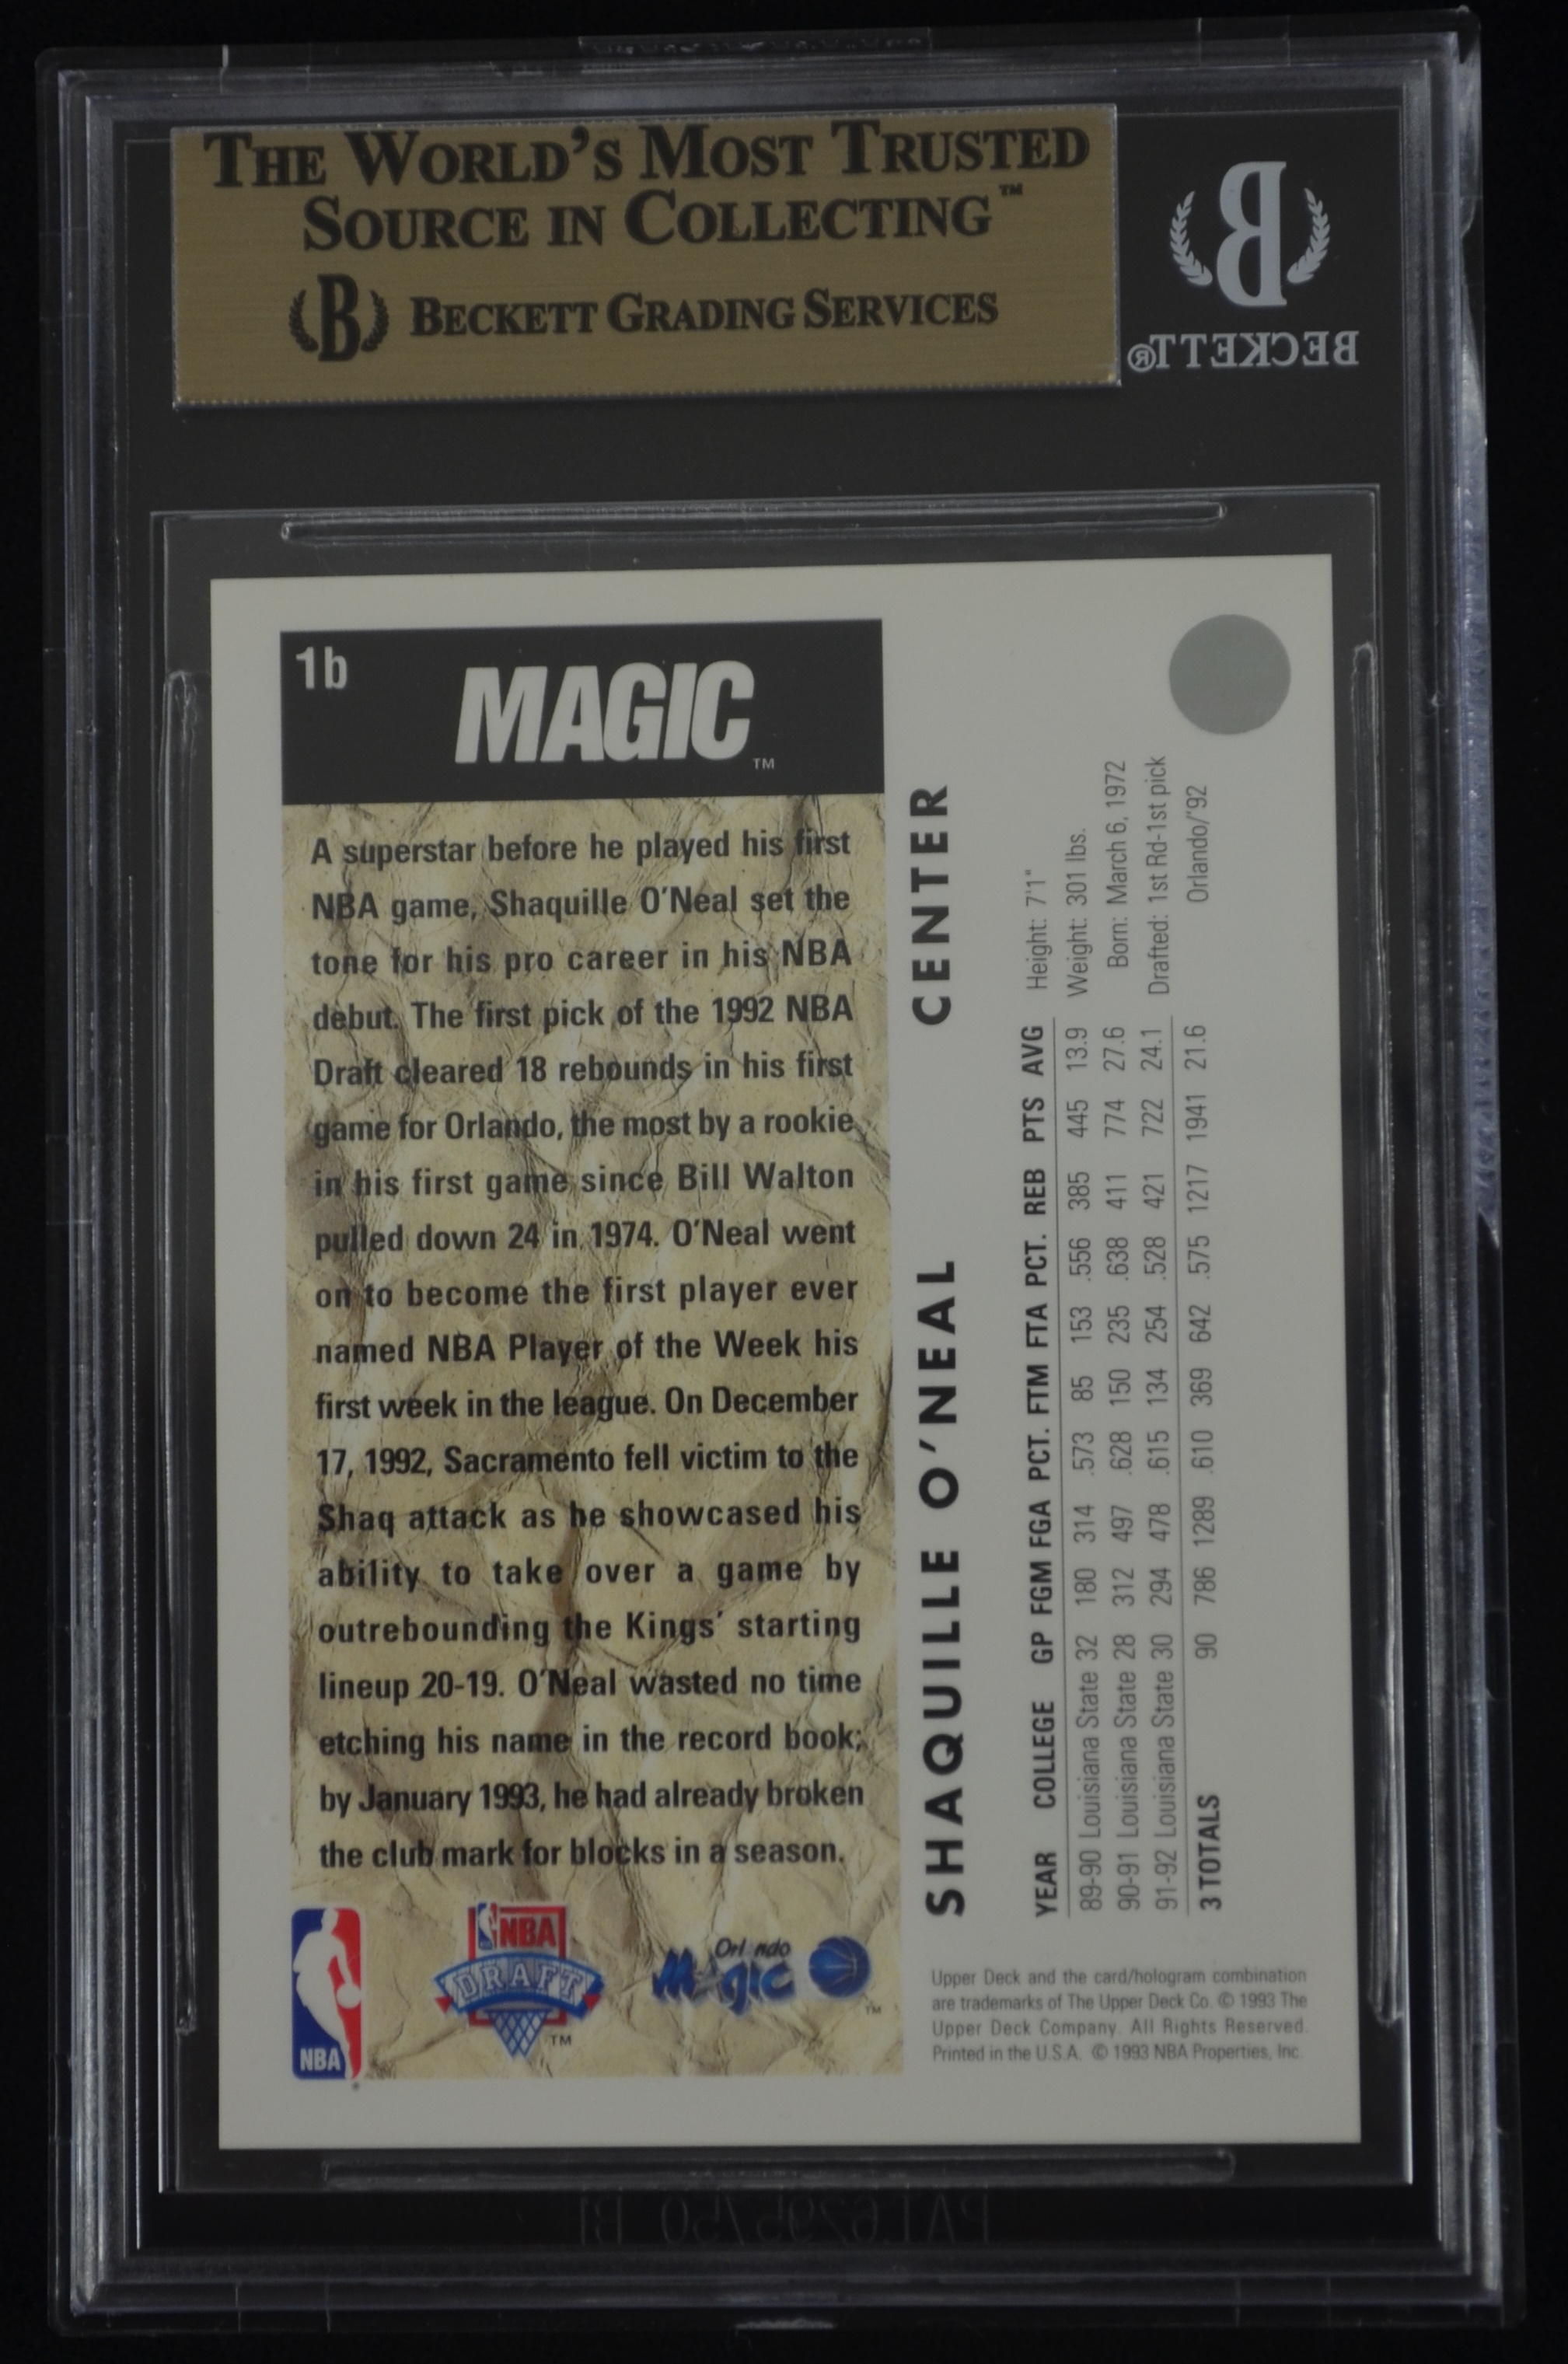 THE WORLD'S MOST TRUSTED
SOURCE IN COLLECTING™
B BECKETT GRADING SERVICES
B
BECKETT®
1b
MAGIC™
A superstar before he played his first
NBA game, Shaquille O'Neal set the
tone for his pro career in his NBA
debut. The first pick of the 1992 NBA
Draft cleared 18 rebounds in his first
game for Orlando, the most by a rookie
in his first game since Bill Walton
pulled down 24 in 1974. O'Neal went
on to become the first player ever
named NBA Player of the Week his
first week in the league. On December
17, 1992, Sacramento fell victim to the
Shaq attack as he showcased his
ability to take over a game by
outrebounding the Kings' starting
lineup 20-19. O'Neal wasted no time
etching his name in the record book;
by January 1993, he had already broken
the club mark for blocks in a season.
NBA
NBA
DRAFT™
Orlando
Magic™
SHAQUILLE O'NEAL CENTER
YEAR COLLEGE GP FGM FGA PCT. FTM FTA PCT. REB PTS AVG
89-90 Louisiana State 32 180 314 .573 85 153 .556 385 445 13.9
90-91 Louisiana State 28 312 497 .628 150 235 .638 411 774 27.6
91-92 Louisiana State 30 294 478 .615 134 254 .528 421 722 24.1
3 TOTALS 90 786 1289 .610 369 642 .575 1217 1941 21.6
Height: 7'1"
Weight: 301 lbs.
Born: March 6, 1972
Drafted: 1st Rd-1st pick
Orlando/'92
Upper Deck and the card/hologram combination
are trademarks of The Upper Deck Co. © 1993 The
Upper Deck Company. All Rights Reserved.
Printed in the U.S.A. © 1993 NBA Properties, Inc.